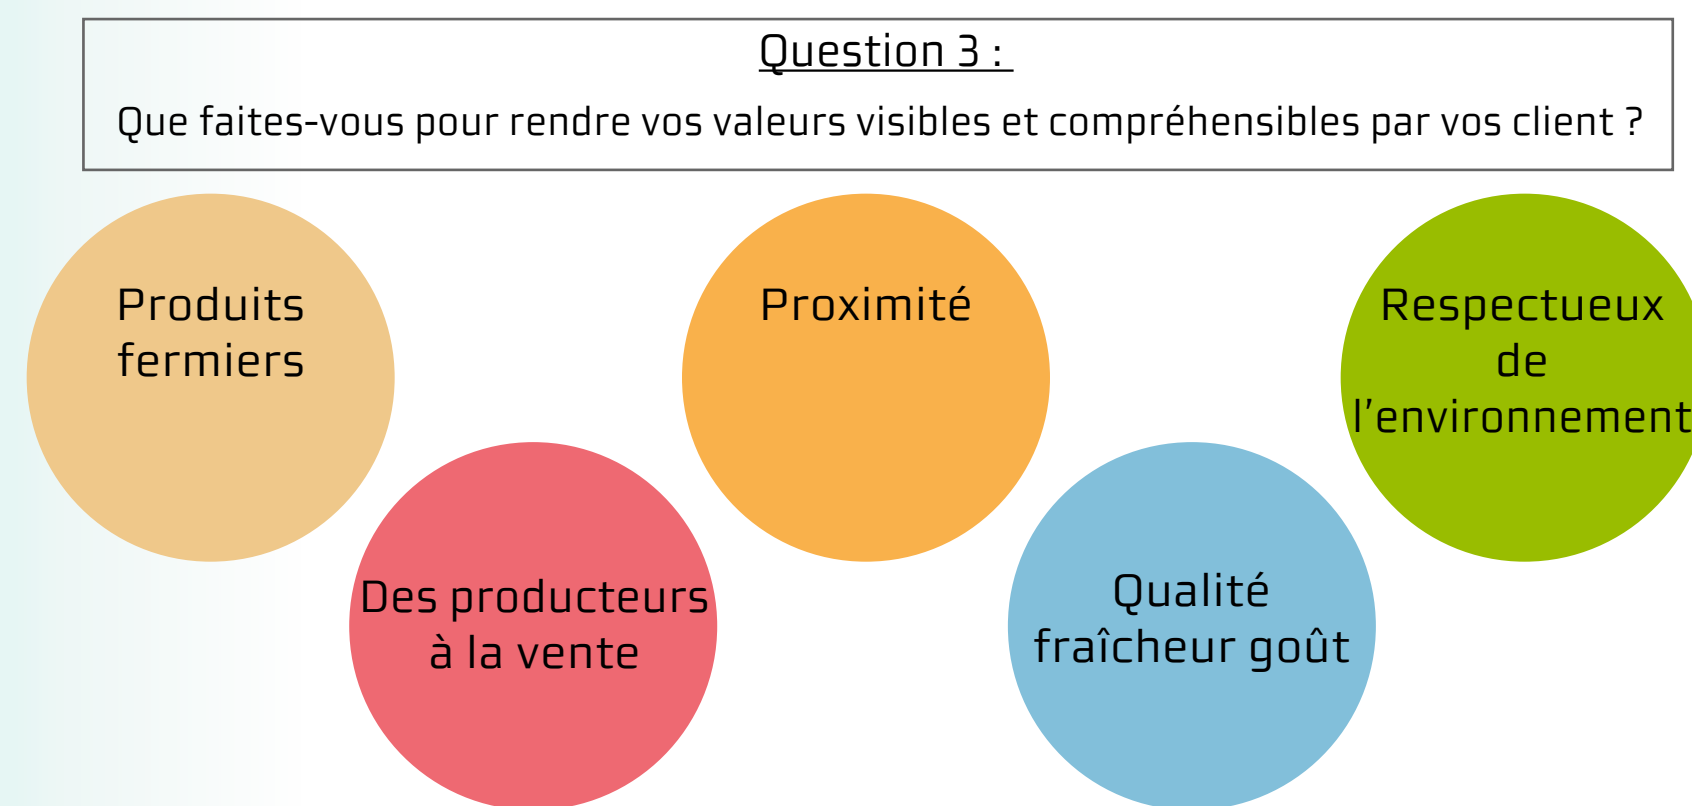 Question 3 :
Que faites-vous pour rendre vos valeurs visibles et compréhensibles par vos client ?
Produits
fermiers
Des producteurs
à la vente
Proximité
Qualité
fraîcheur goût
Respectueux
de
l’environnement